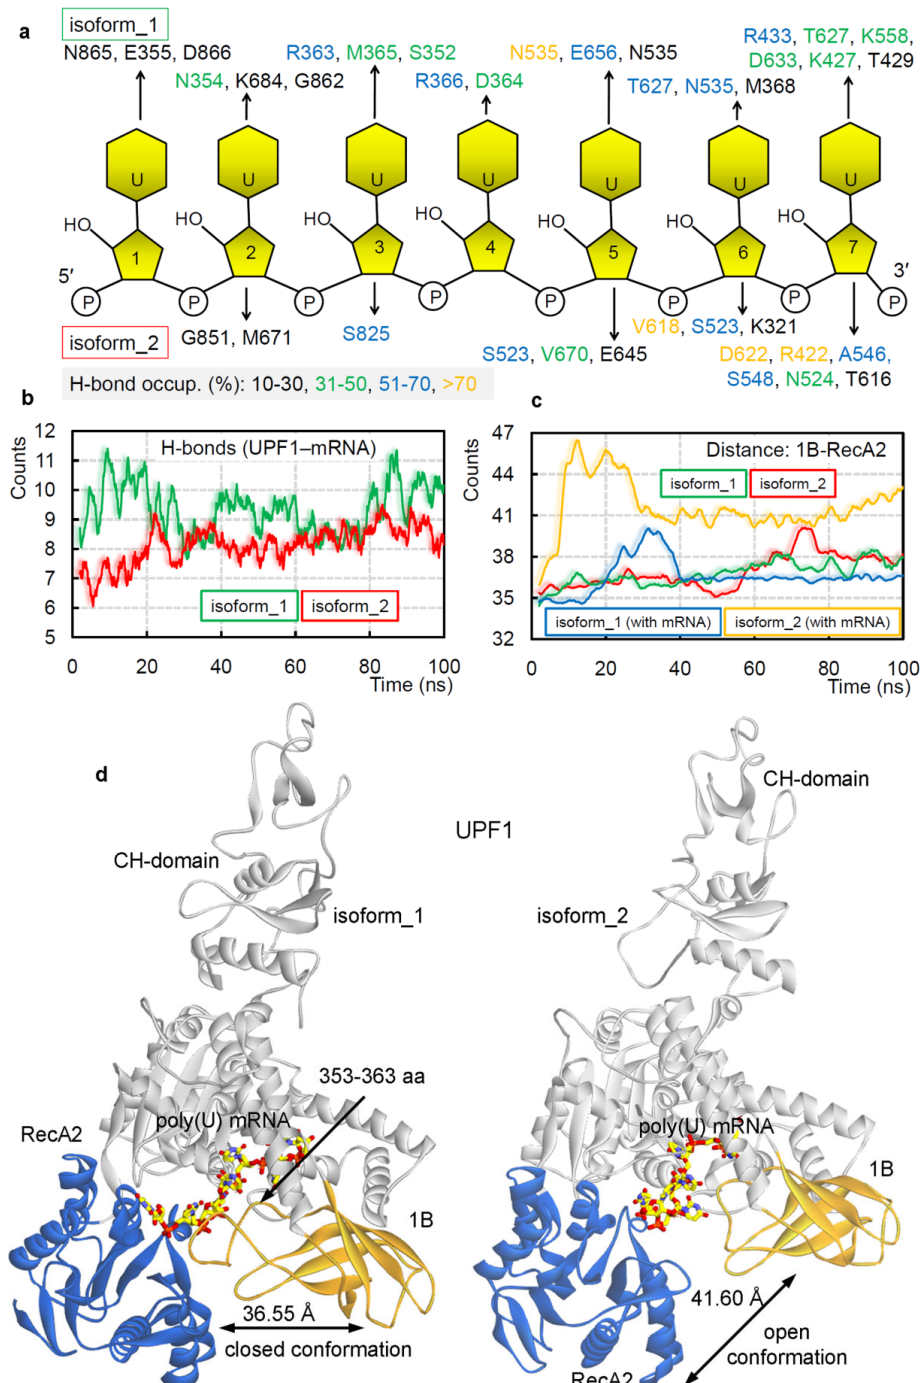 a
isoform_1
N865, E355, D866
N354, K684, G862
R363, M365, S352
R366, D364
N535, E656, N535
T627, N535, M368
R433, T627, K558,
D633, K427, T429
U U U U U U U
HO HO HO HO HO HO HO
1 2 3 4 5 6 7
5′ 3′
P P P P P P P P
isoform_2
G851, M671
S825
S523, V670, E645
V618, S523, K321
D622, R422, A546,
S548, N524, T616
H-bond occup. (%): 10-30, 31-50, 51-70, >70
b
Counts
H-bonds (UPF1–mRNA)
12
11
10
9
8
7
6
5
isoform_1 isoform_2
0 20 40 60 80 100
Time (ns)
c
Counts
Distance: 1B-RecA2
47
44
41
38
35
32
isoform_1 isoform_2
isoform_1 (with mRNA) isoform_2 (with mRNA)
0 20 40 60 80 100
Time (ns)
d
UPF1
CH-domain
isoform_1
353-363 aa
poly(U) mRNA
RecA2
1B
36.55 Å
closed conformation
CH-domain
isoform_2
poly(U) mRNA
1B
41.60 Å
open
conformation
RecA2